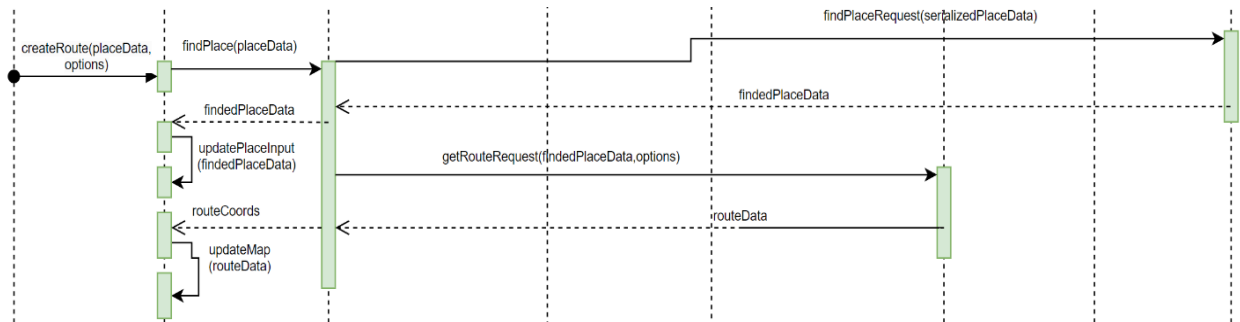 findPlaceRequest(serializedPlaceData)
createRoute(placeData,
options)
findPlace(placeData)
findedPlaceData
findedPlaceData
updatePlaceInput
(findedPlaceData)
getRouteRequest(findedPlaceData,options)
routeCoords
routeData
updateMap
(routeData)